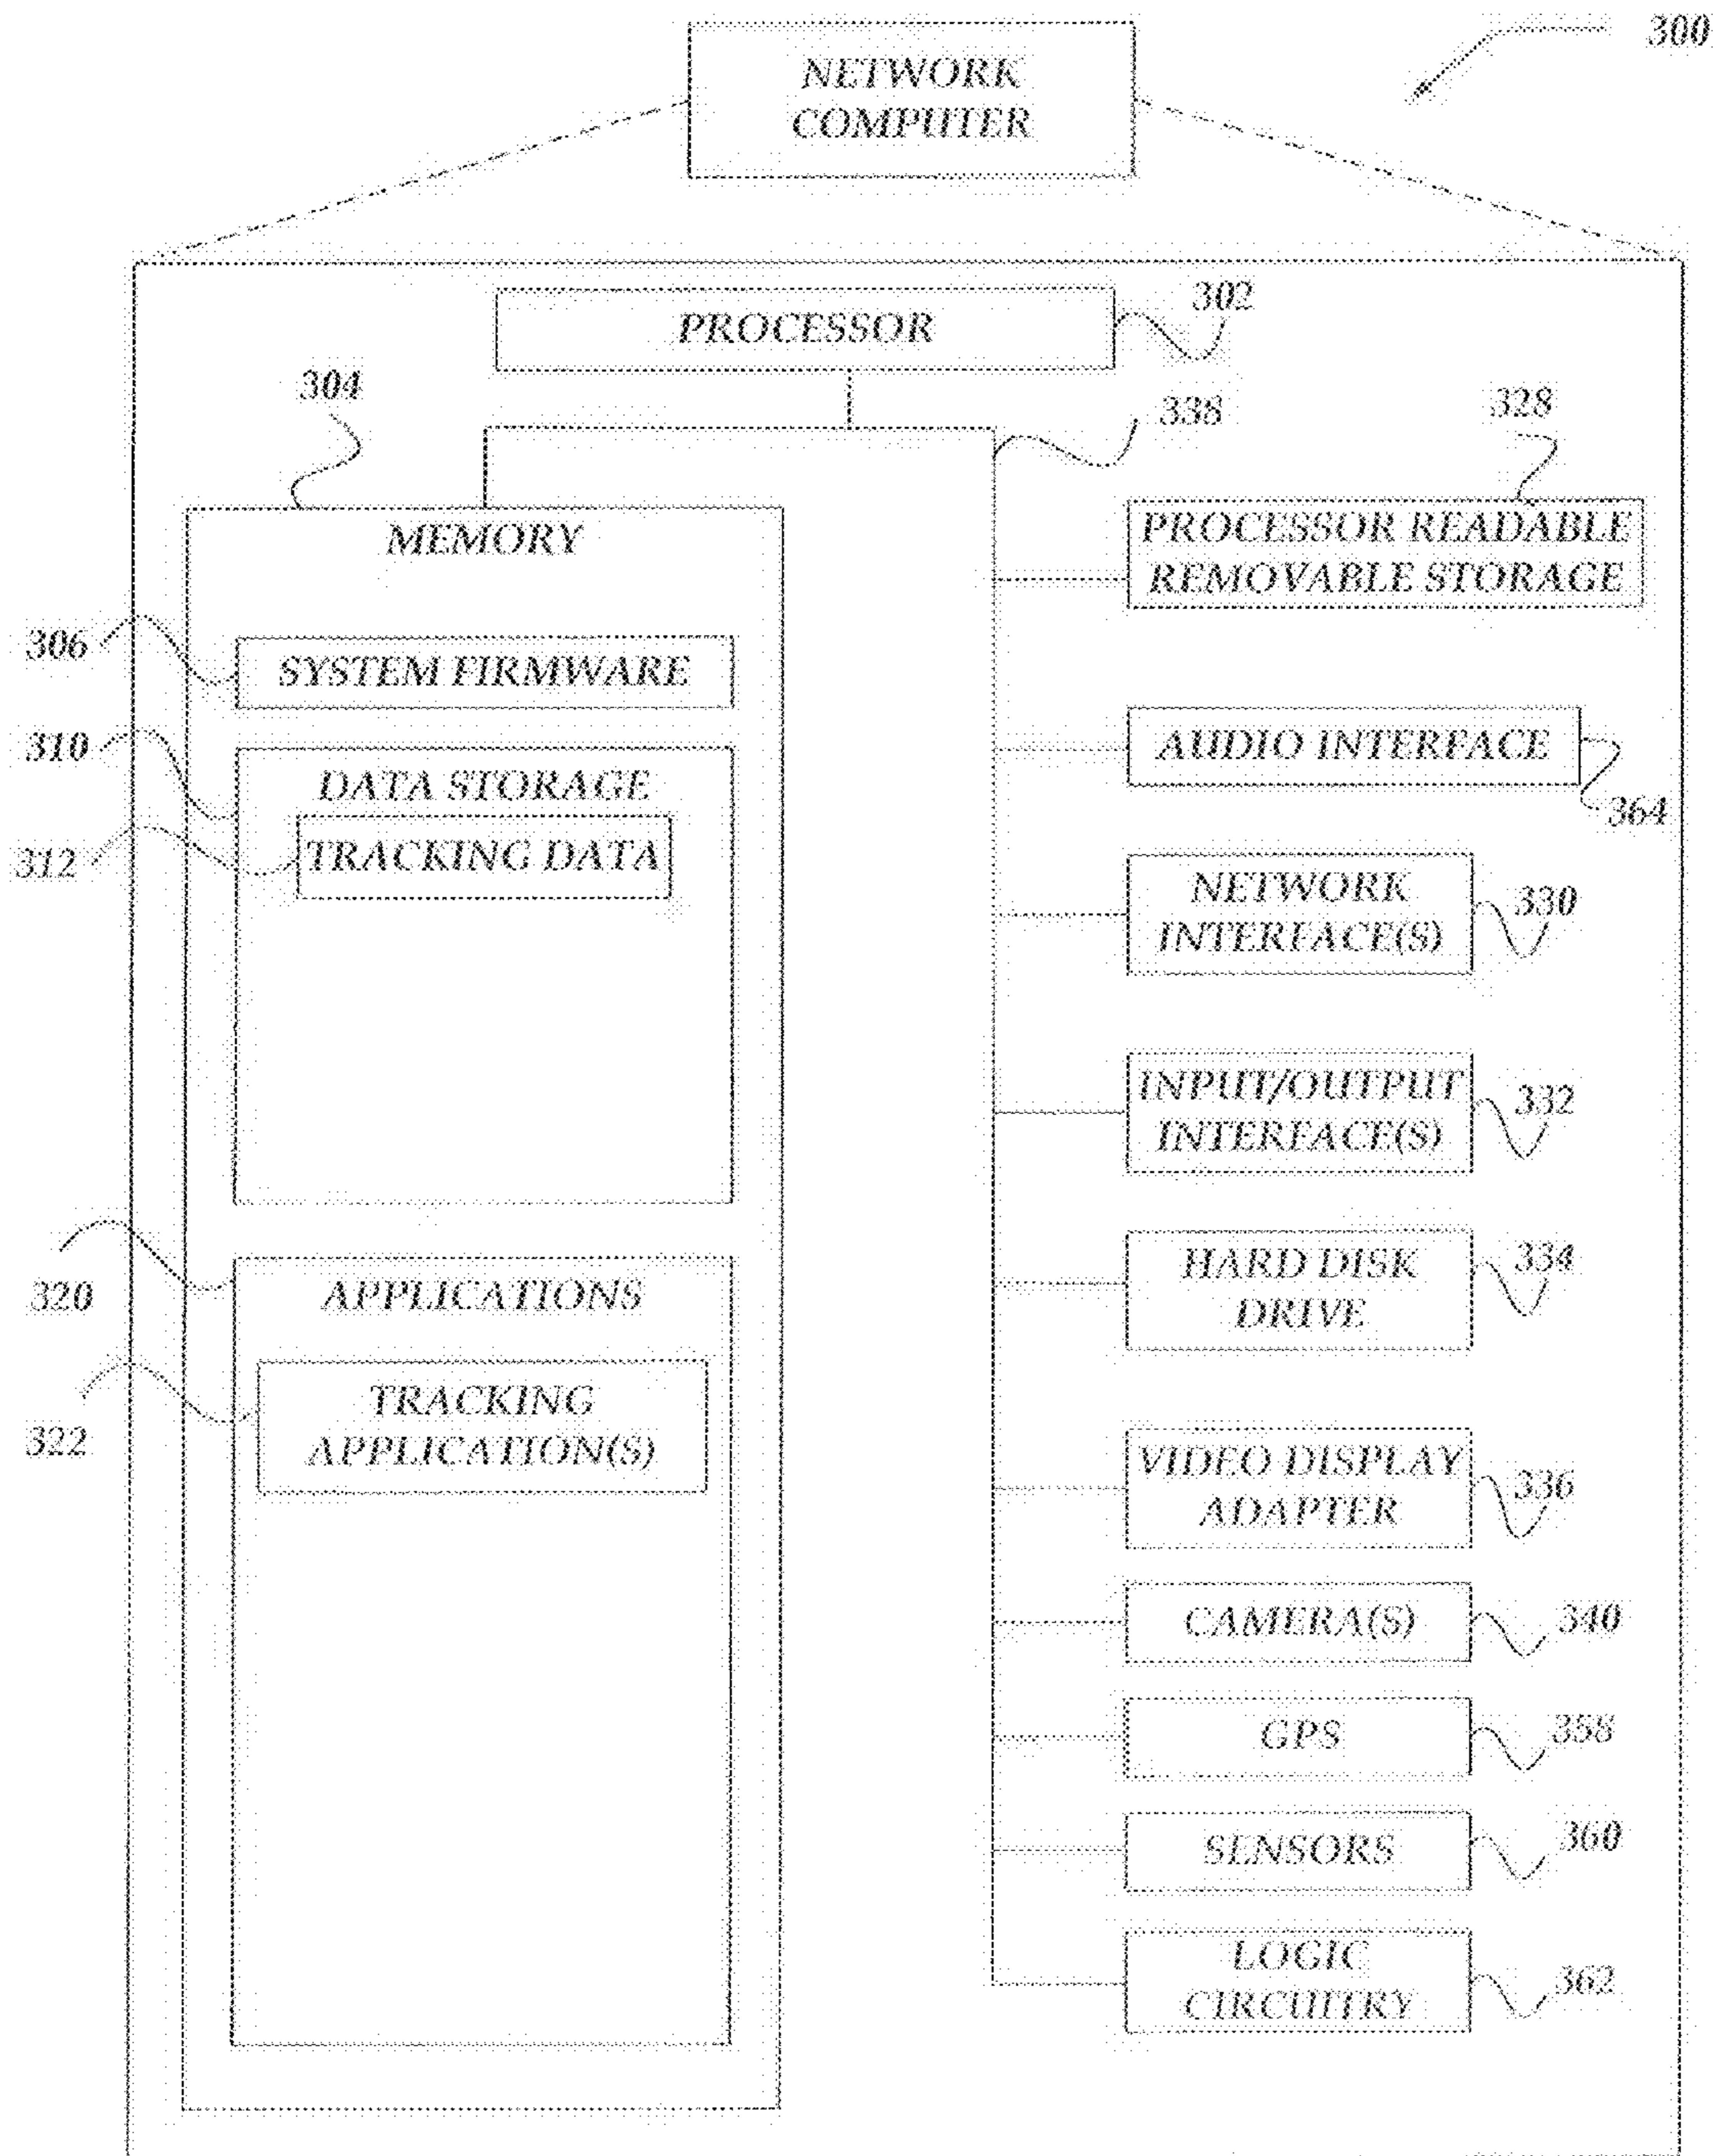 300
NETWORK
COMPUTER
PROCESSOR
302
304
338
328
MEMORY
PROCESSOR READABLE
REMOVABLE STORAGE
306
SYSTEM FIRMWARE
310
DATA STORAGE
AUDIO INTERFACE
364
312
TRACKING DATA
NETWORK
INTERFACE(S)
330
INPUT/OUTPUT
INTERFACE(S)
332
320
APPLICATIONS
HARD DISK
DRIVE
334
322
TRACKING
APPLICATION(S)
VIDEO DISPLAY
ADAPTER
336
CAMERA(S)
340
GPS
358
SENSORS
360
LOGIC
CIRCUITRY
362